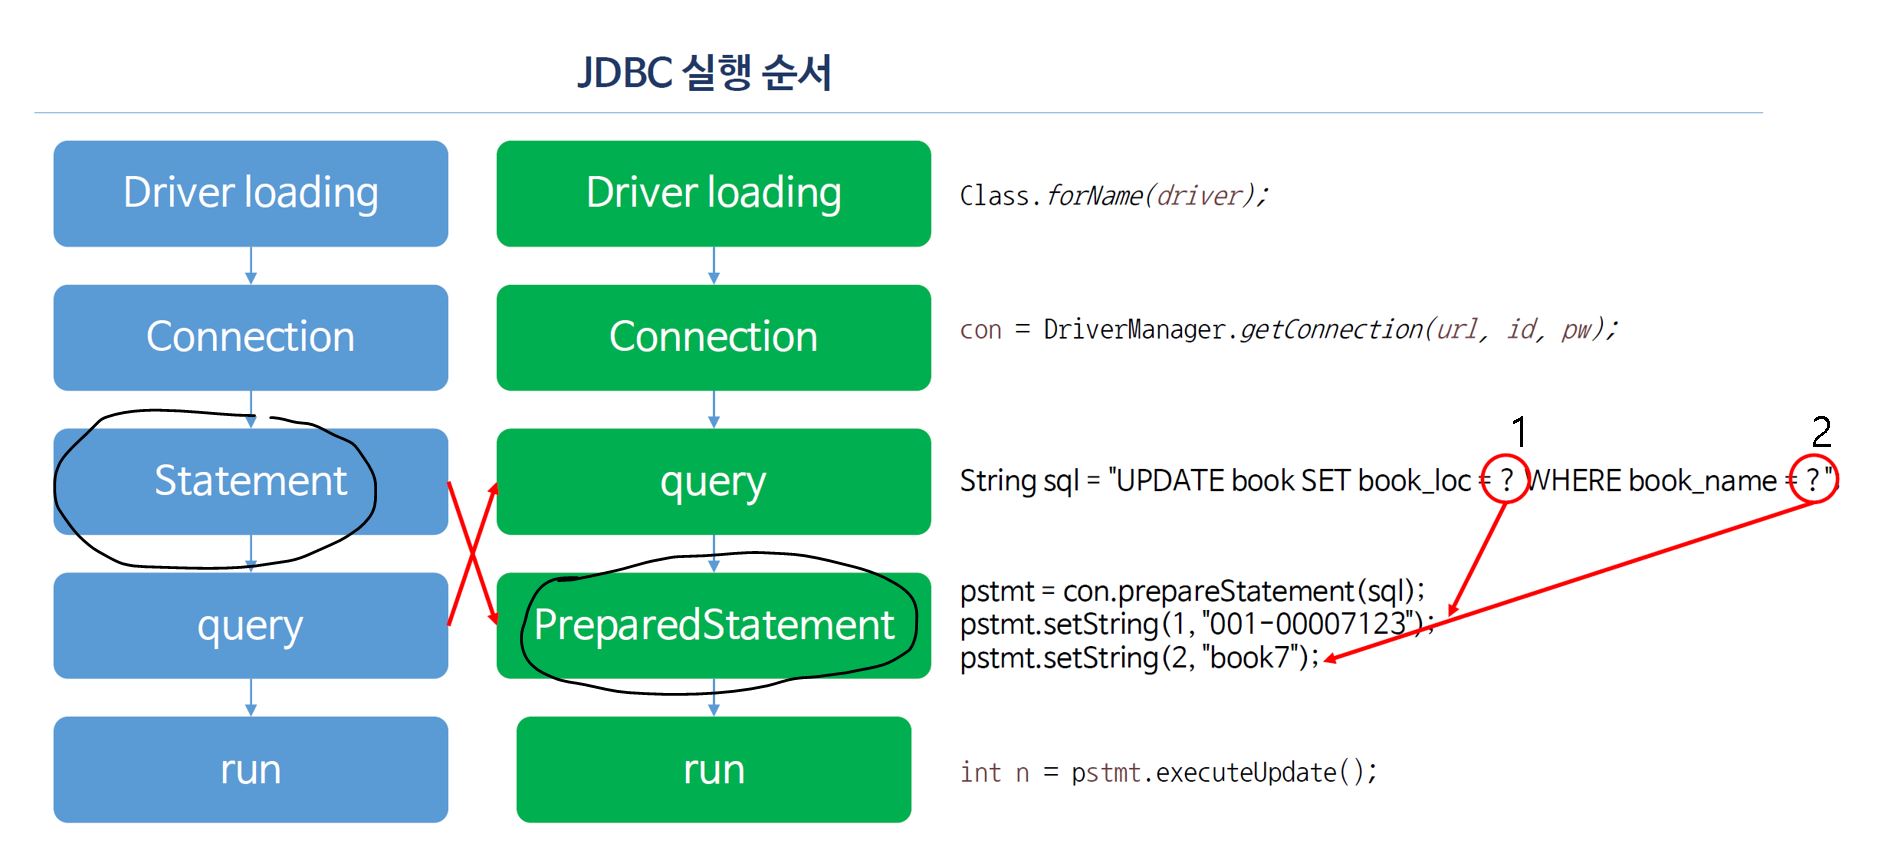 JDBC 실행 순서
Driver loading
Driver loading
Class.forName(driver);
Connection
Connection
con = DriverManager.getConnection(url, id, pw);
1
2
Statement
query
String sql = "UPDATE book SET book_loc = ? WHERE book_name = ?";
query
PreparedStatement
pstmt = con.prepareStatement(sql);
pstmt.setString(1, "001-00007123");
pstmt.setString(2, "book7");
run
run
int n = pstmt.executeUpdate();